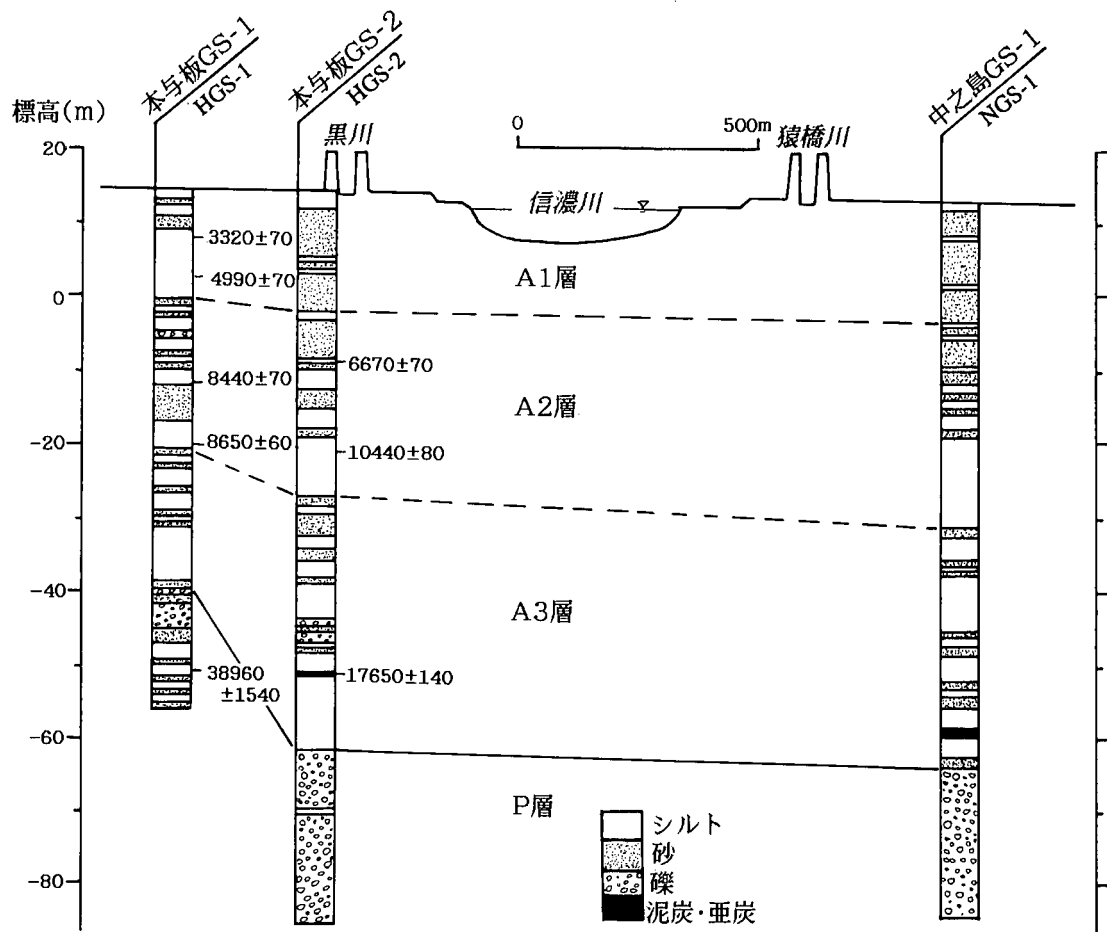 本与板GS-1
HGS-1
本与板GS-2
HGS-2
中之島GS-1
NGS-1
標高(m)
黒川
0
500m
猿橋川
20
信濃川
3320±70
4990±70
A1層
0
6670±70
8440±70
A2層
-20
8650±60
10440±80
-40
A3層
38960
±1540
17650±140
-60
P層
シルト
砂
礫
泥炭・亜炭
-80